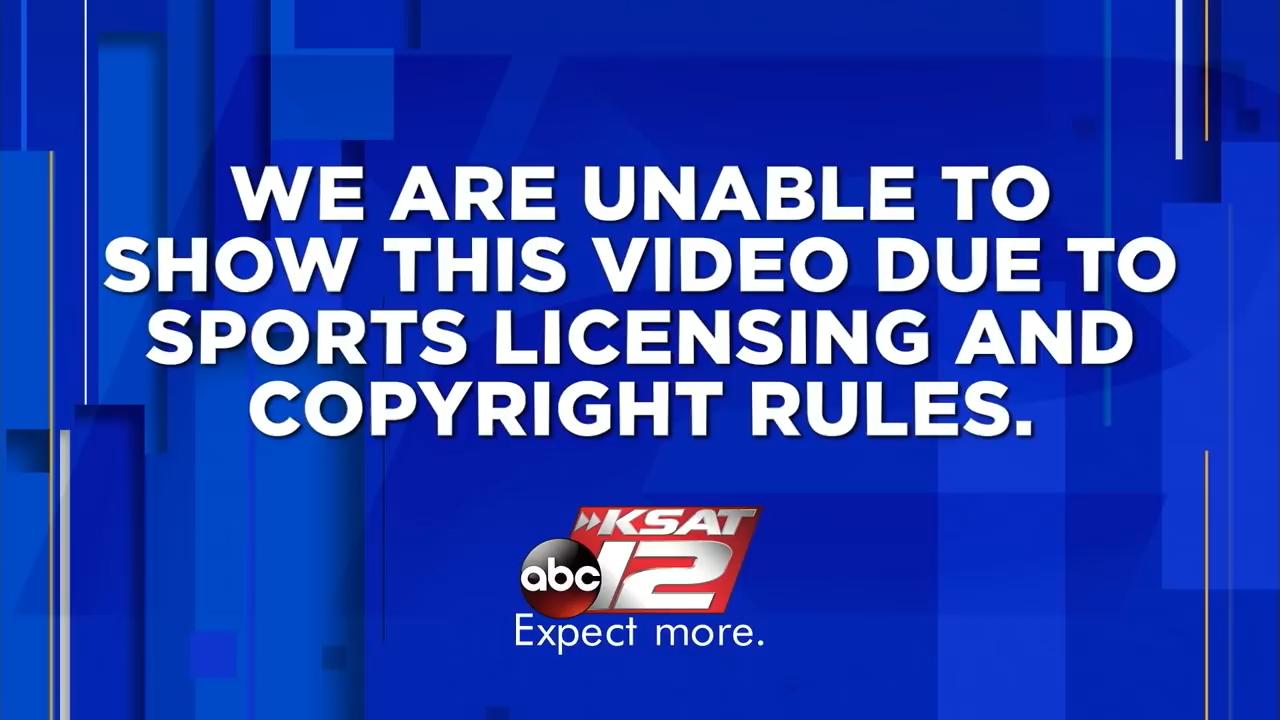 WE ARE UNABLE TO
SHOW THIS VIDEO DUE TO
SPORTS LICENSING AND
COPYRIGHT RULES.
KSAT
abc 12
Expect more.